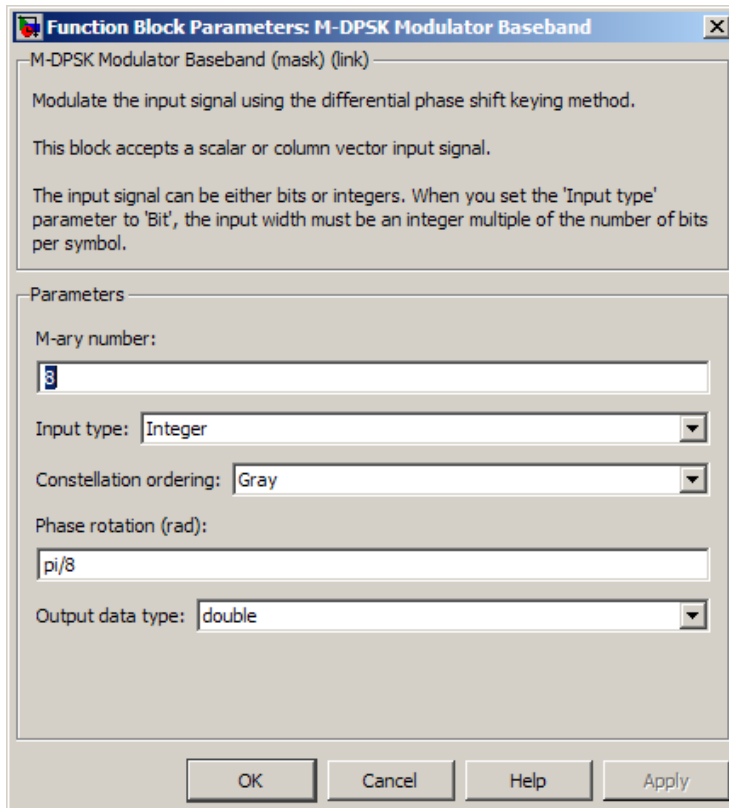 Function Block Parameters: M-DPSK Modulator Baseband
M-DPSK Modulator Baseband (mask) (link)
Modulate the input signal using the differential phase shift keying method.
This block accepts a scalar or column vector input signal.
The input signal can be either bits or integers. When you set the 'Input type'
parameter to 'Bit', the input width must be an integer multiple of the number of bits
per symbol.
Parameters
M-ary number:
8
Input type: Integer
Constellation ordering: Gray
Phase rotation (rad):
pi/8
Output data type: double
OK Cancel Help Apply